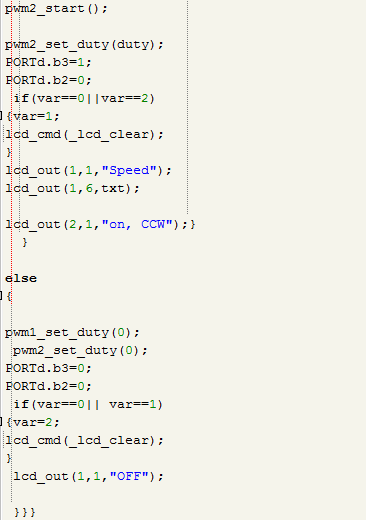 pwm2_start();
pwm2_set_duty(duty);
PORTd.b3=1;
PORTd.b2=0;
if(var==0||var==2)
{var=1;
lcd_cmd(_lcd_clear);
}
lcd_out(1,1,"Speed");
lcd_out(1,6,txt);
lcd_out(2,1,"on, CCW");}
}
else
{
pwm1_set_duty(0);
pwm2_set_duty(0);
PORTd.b3=0;
PORTd.b2=0;
if(var==0|| var==1)
{var=2;
lcd_cmd(_lcd_clear);
}
lcd_out(1,1,"OFF");
}}}